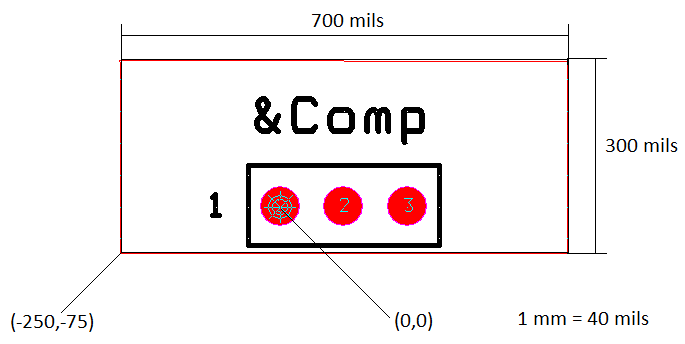 700 mils
&Comp
300 mils
1 2 3
(-250,-75)
(0,0)
1 mm = 40 mils